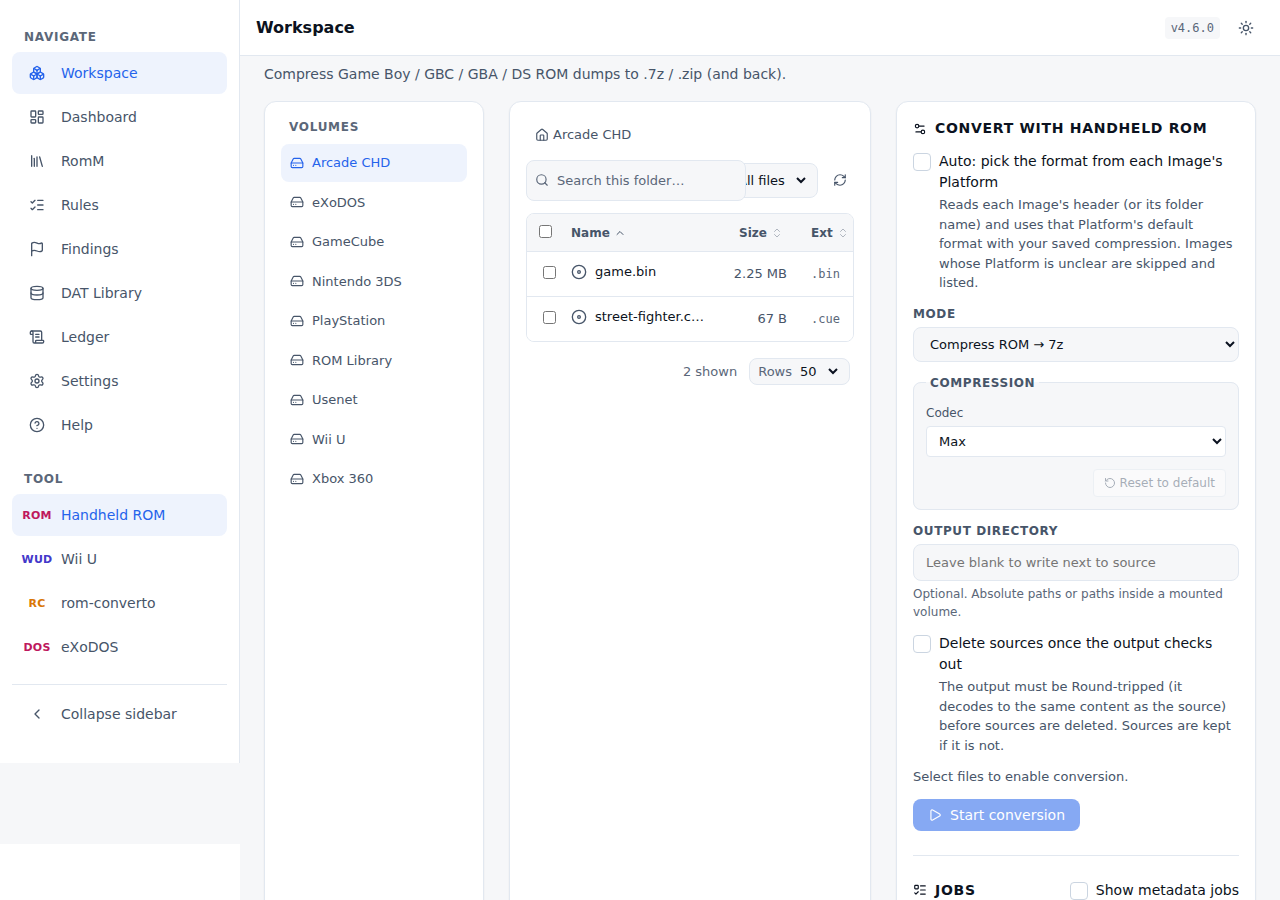 NAVIGATE
Workspace
Dashboard
RomM
Rules
Findings
DAT Library
Ledger
Settings
Help
TOOL
ROM Handheld ROM
WUD Wii U
RC rom-converto
DOS eXoDOS
Collapse sidebar
Workspace
v4.6.0
Compress Game Boy / GBC / GBA / DS ROM dumps to .7z / .zip (and back).
VOLUMES
Arcade CHD
eXoDOS
GameCube
Nintendo 3DS
PlayStation
ROM Library
Usenet
Wii U
Xbox 360
Arcade CHD
Search this folder…
ll files
Name Size Ext
game.bin 2.25 MB .bin
street-fighter.c… 67 B .cue
2 shown Rows 50
CONVERT WITH HANDHELD ROM
Auto: pick the format from each Image's
Platform
Reads each Image's header (or its folder
name) and uses that Platform's default
format with your saved compression. Images
whose Platform is unclear are skipped and
listed.
MODE
Compress ROM → 7z
COMPRESSION
Codec
Max
Reset to default
OUTPUT DIRECTORY
Leave blank to write next to source
Optional. Absolute paths or paths inside a mounted
volume.
Delete sources once the output checks
out
The output must be Round-tripped (it
decodes to the same content as the source)
before sources are deleted. Sources are kept
if it is not.
Select files to enable conversion.
Start conversion
JOBS Show metadata jobs